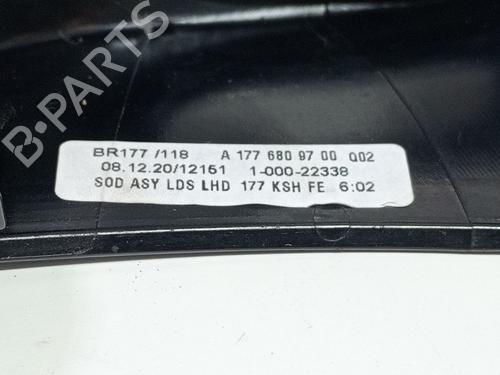 B-Parts
BR177 /118 A 177 680 97 00 Q02
08.12.20/12151 1-000-22338
SOD ASY LDS LHD 177 KSH FE 6:02